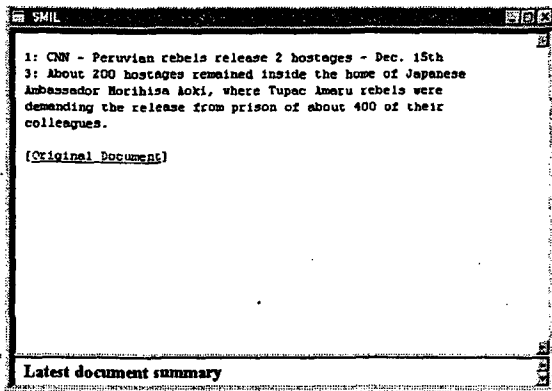 SMIL
1: CNN - Peruvian rebels release 2 hostages - Dec. 15th
3: About 200 hostages remained inside the home of Japanese
Ambassador Morihisa Aoki, where Tupac Amaru rebels were
demanding the release from prison of about 400 of their
colleagues.
[Original Document]
Latest document summary